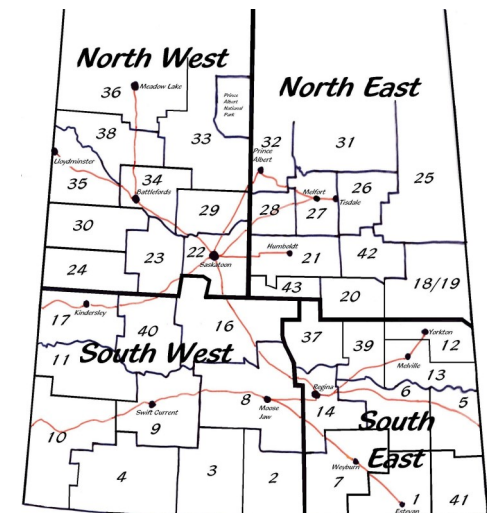 North West
36
Meadow Lake
Prince
Albert
National
Park
North East
38
33
32
31
Lloydminster
Prince
Albert
35
34
Battlefords
26
25
Melfort
Tisdale
29
28
27
30
Humboldt
22
21
42
23
Saskatoon
24
43
20
18/19
17
Kindersley
40
16
37
39
Yorkton
12
11
South West
Melville
13
Regina
6
5
8
14
Moose
Jaw
Swift Current
9
10
South
East
Weyburn
4
3
2
7
1
41
Estevan